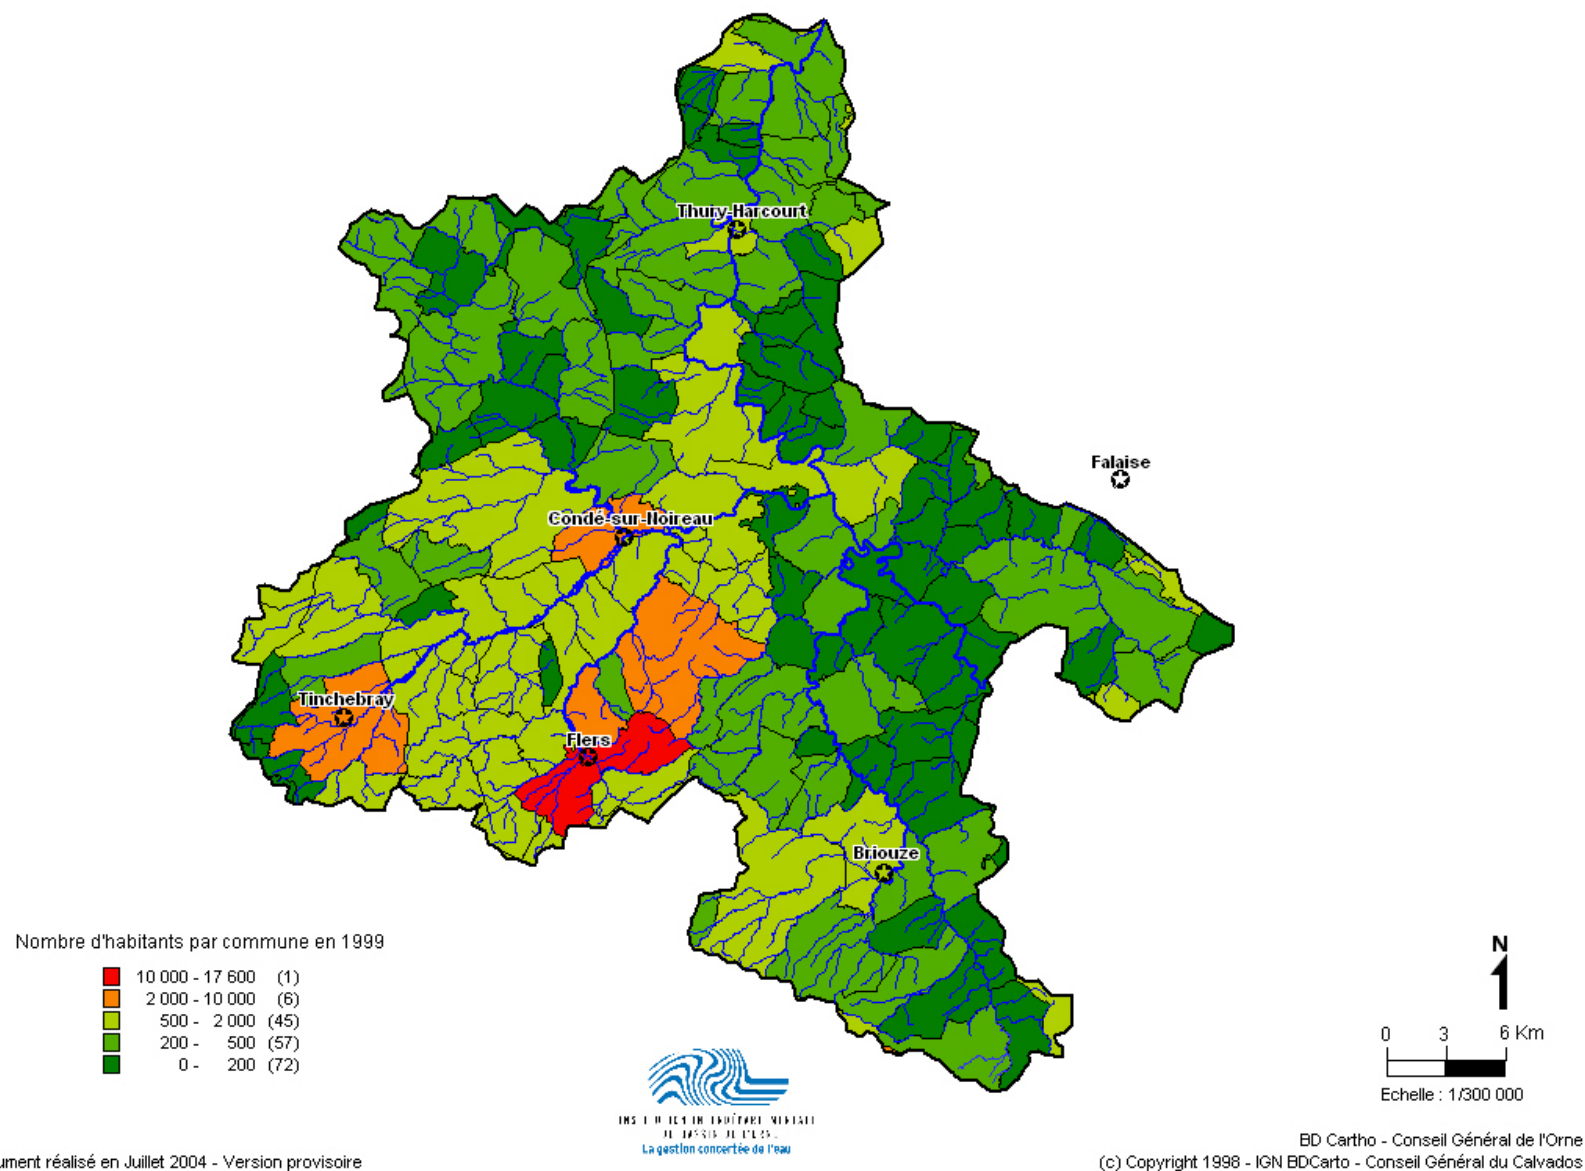 Thury-Harcourt
Falaise
Condé-sur-Noireau
Tinchebray
Flers
Briouze
Nombre d'habitants par commune en 1999
10 000 - 17 600 (1)
2 000 - 10 000 (6)
500 - 2 000 (45)
200 - 500 (57)
0 - 200 (72)
N
0 3 6 Km
Echelle : 1/300 000
La gestion concertée de l'eau
BD Cartho - Conseil Général de l'Orne
ument réalisé en Juillet 2004 - Version provisoire
(c) Copyright 1998 - IGN BDCarto - Conseil Général du Calvados